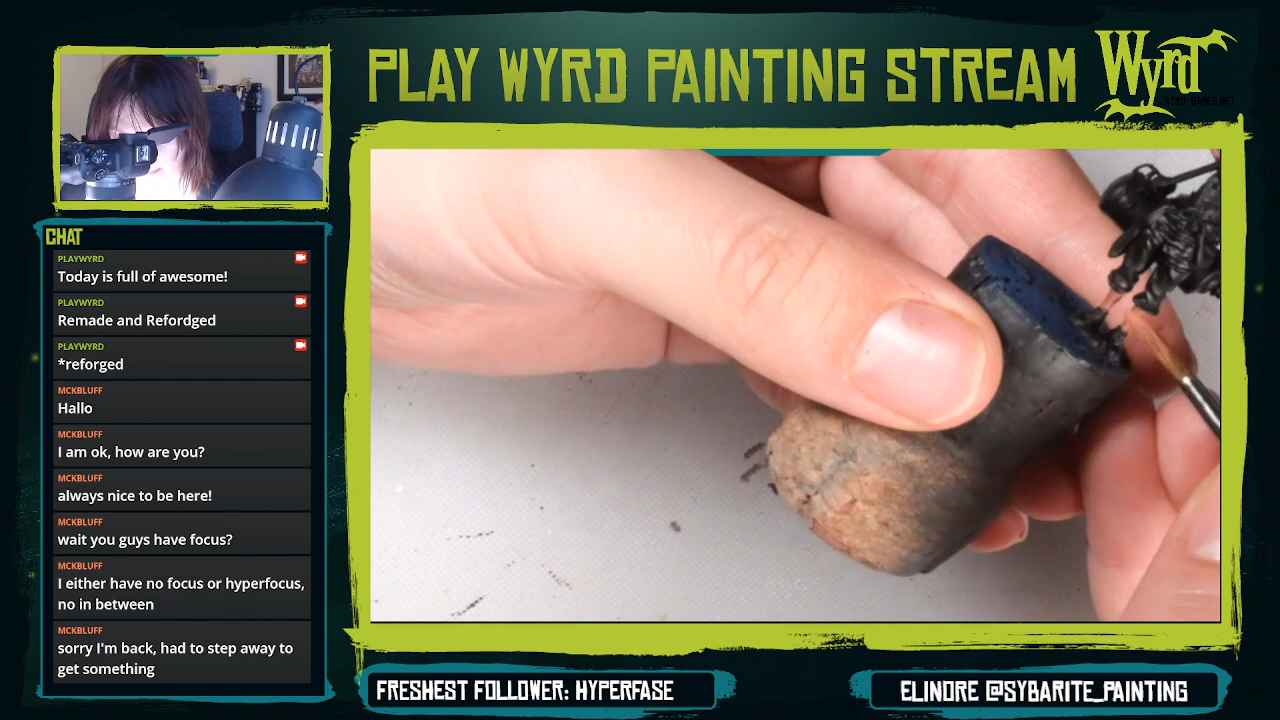 PLAY WYRD PAINTING STREAM
Wyrd
WYRD-GAMES.NET
CHAT
PLAYWYRD
Today is full of awesome!
PLAYWYRD
Remade and Refordged
PLAYWYRD
*reforged
MCKBLUFF
Hallo
MCKBLUFF
I am ok, how are you?
MCKBLUFF
always nice to be here!
MCKBLUFF
wait you guys have focus?
MCKBLUFF
I either have no focus or hyperfocus,
no in between
MCKBLUFF
sorry I'm back, had to step away to
get something
FRESHEST FOLLOWER: HYPERFASE
ELINORE @SYBARITE_PAINTING